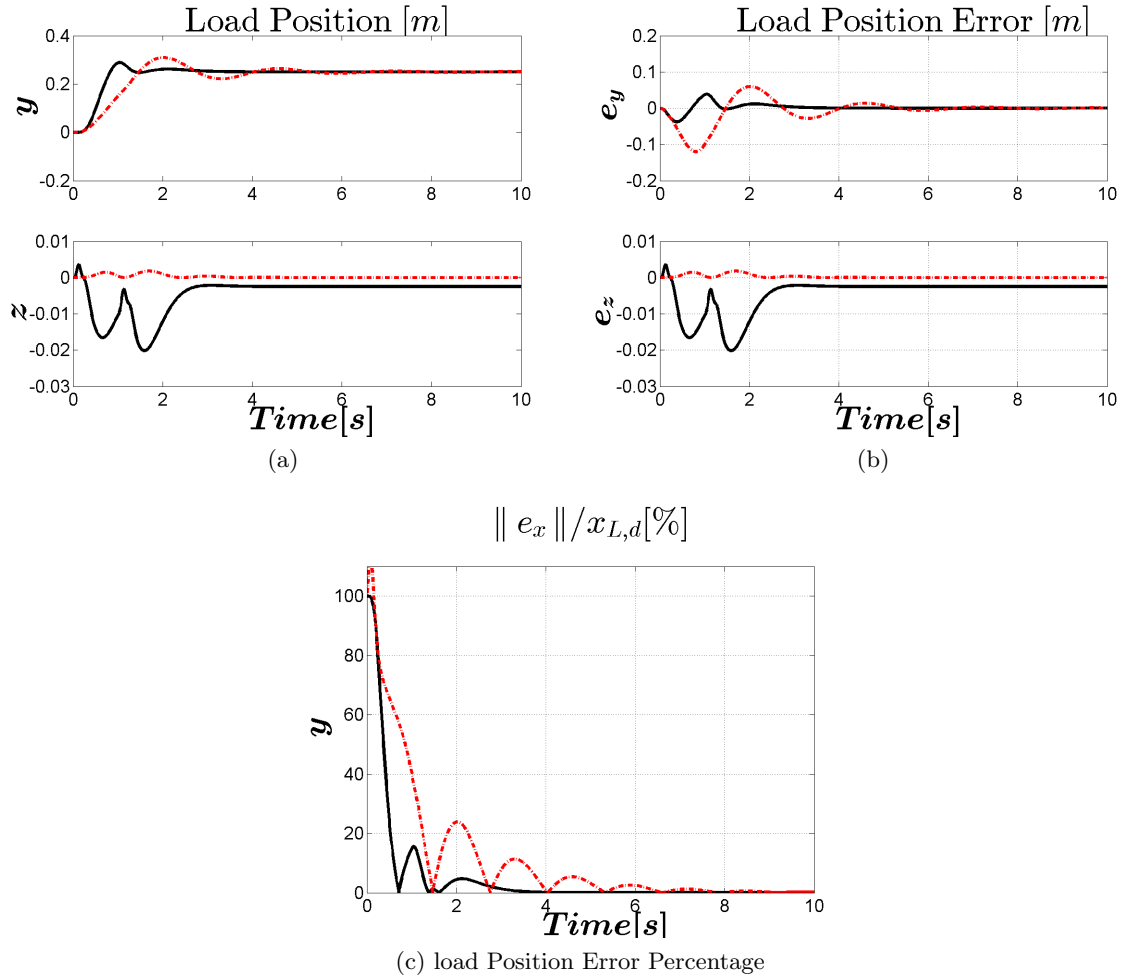 Load Position [m]
0.4
0.2
0
-0.2
y
0 2 4 6 8 10
0.01
0
-0.01
-0.02
-0.03
z
0 2 4 6 8 10
Time[s]
(a)
Load Position Error [m]
0.2
0.1
0
-0.1
-0.2
e_y
0 2 4 6 8 10
0.01
0
-0.01
-0.02
-0.03
e_z
0 2 4 6 8 10
Time[s]
(b)
‖ e_x ‖/x_{L,d}[%]
100
80
60
40
20
0
y
0 2 4 6 8 10
Time[s]
(c) load Position Error Percentage